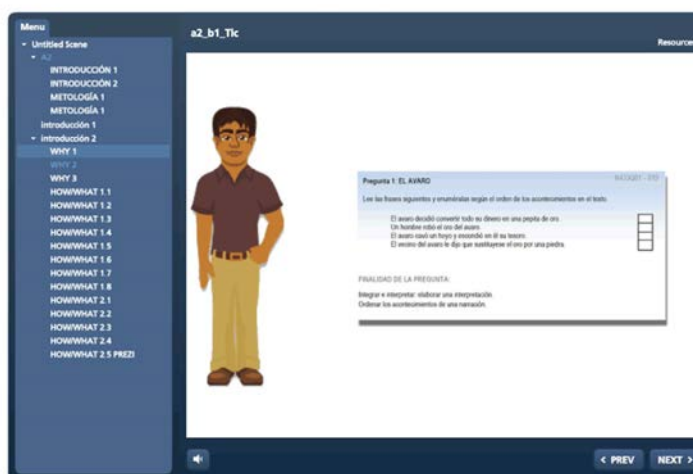 Menu
Untitled Scene
A2
INTRODUCCIÓN 1
INTRODUCCIÓN 2
METOLOGÍA 1
METOLOGÍA 1
introducción 1
introducción 2
WHY 1
WHY 2
WHY 3
HOW/WHAT 1.1
HOW/WHAT 1.2
HOW/WHAT 1.3
HOW/WHAT 1.4
HOW/WHAT 1.5
HOW/WHAT 1.6
HOW/WHAT 1.7
HOW/WHAT 1.8
HOW/WHAT 2.1
HOW/WHAT 2.2
HOW/WHAT 2.3
HOW/WHAT 2.4
HOW/WHAT 2.5 PREZI
a2_b1_Tic
Resources
Pregunta 1: EL AVARO
Lee las frases siguientes y enuméralas según el orden de los acontecimientos en el texto.
El avaro decidió convertir todo su dinero en una pepita de oro.
Un hombre robó el oro del avaro.
El avaro cavó un hoyo y escondió en él su tesoro.
El vecino del avaro le dijo que sustituyese el oro por una piedra.
FINALIDAD DE LA PREGUNTA:
Integrar e interpretar: elaborar una interpretación.
Ordenar los acontecimientos de una narración.
< PREV
NEXT >